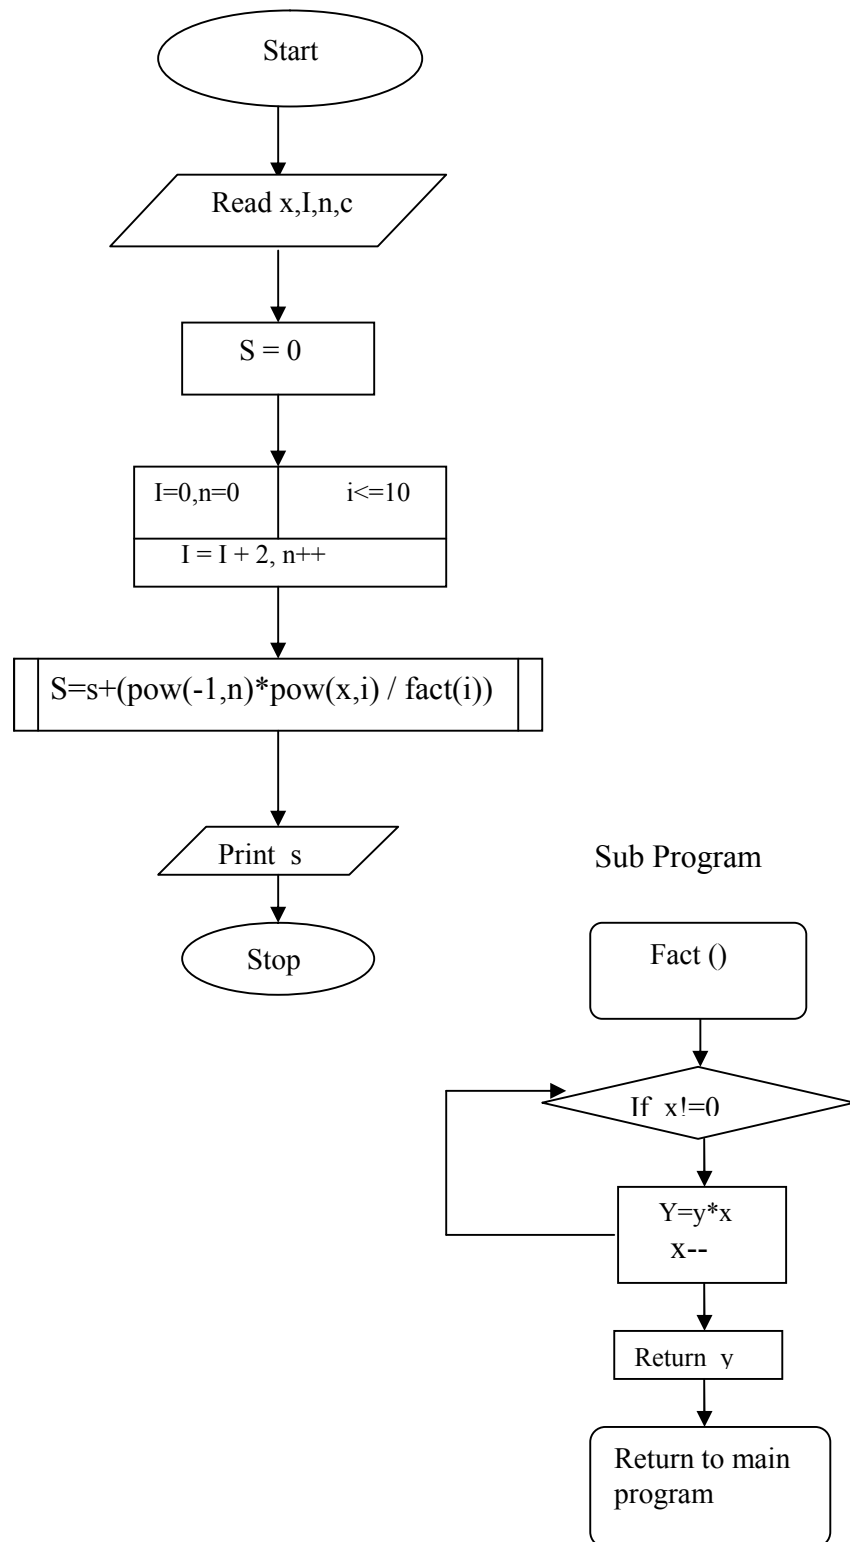 Start
Read x,I,n,c
S = 0
I=0,n=0
i<=10
I = I + 2, n++
S=s+(pow(-1,n)*pow(x,i) / fact(i))
Print s
Stop
Sub Program
Fact ()
If x!=0
Y=y*x
x--
Return y
Return to main
program